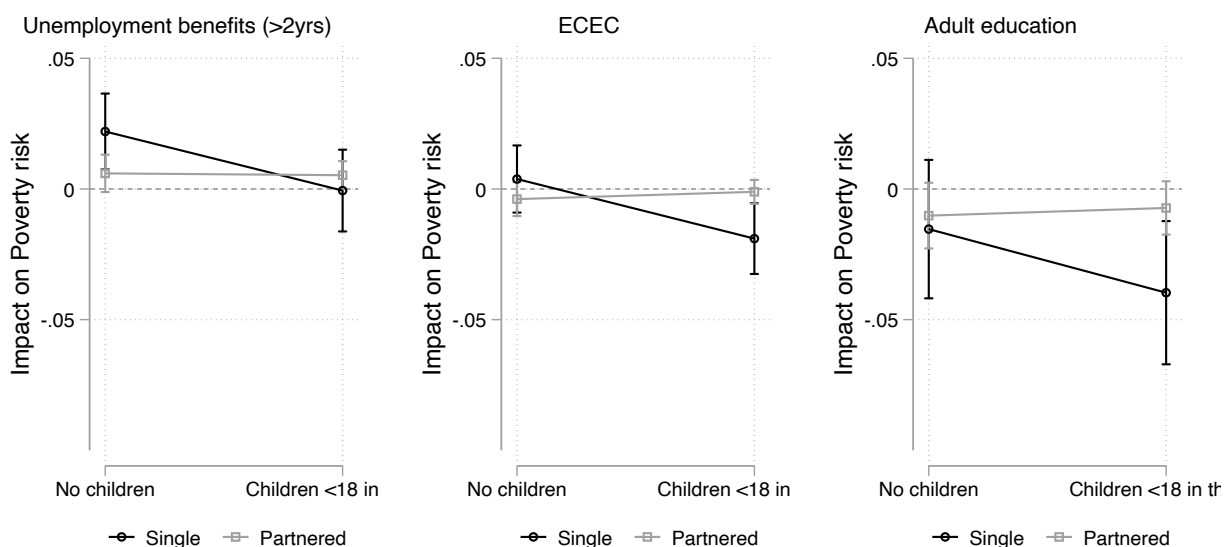 Unemployment benefits (>2yrs)
.05
0
-.05
Impact on Poverty risk
No children
Children <18 in
Single
Partnered
ECEC
.05
0
-.05
Impact on Poverty risk
No children
Children <18 in
Single
Partnered
Adult education
.05
0
-.05
Impact on Poverty risk
No children
Children <18 in th
Single
Partnered